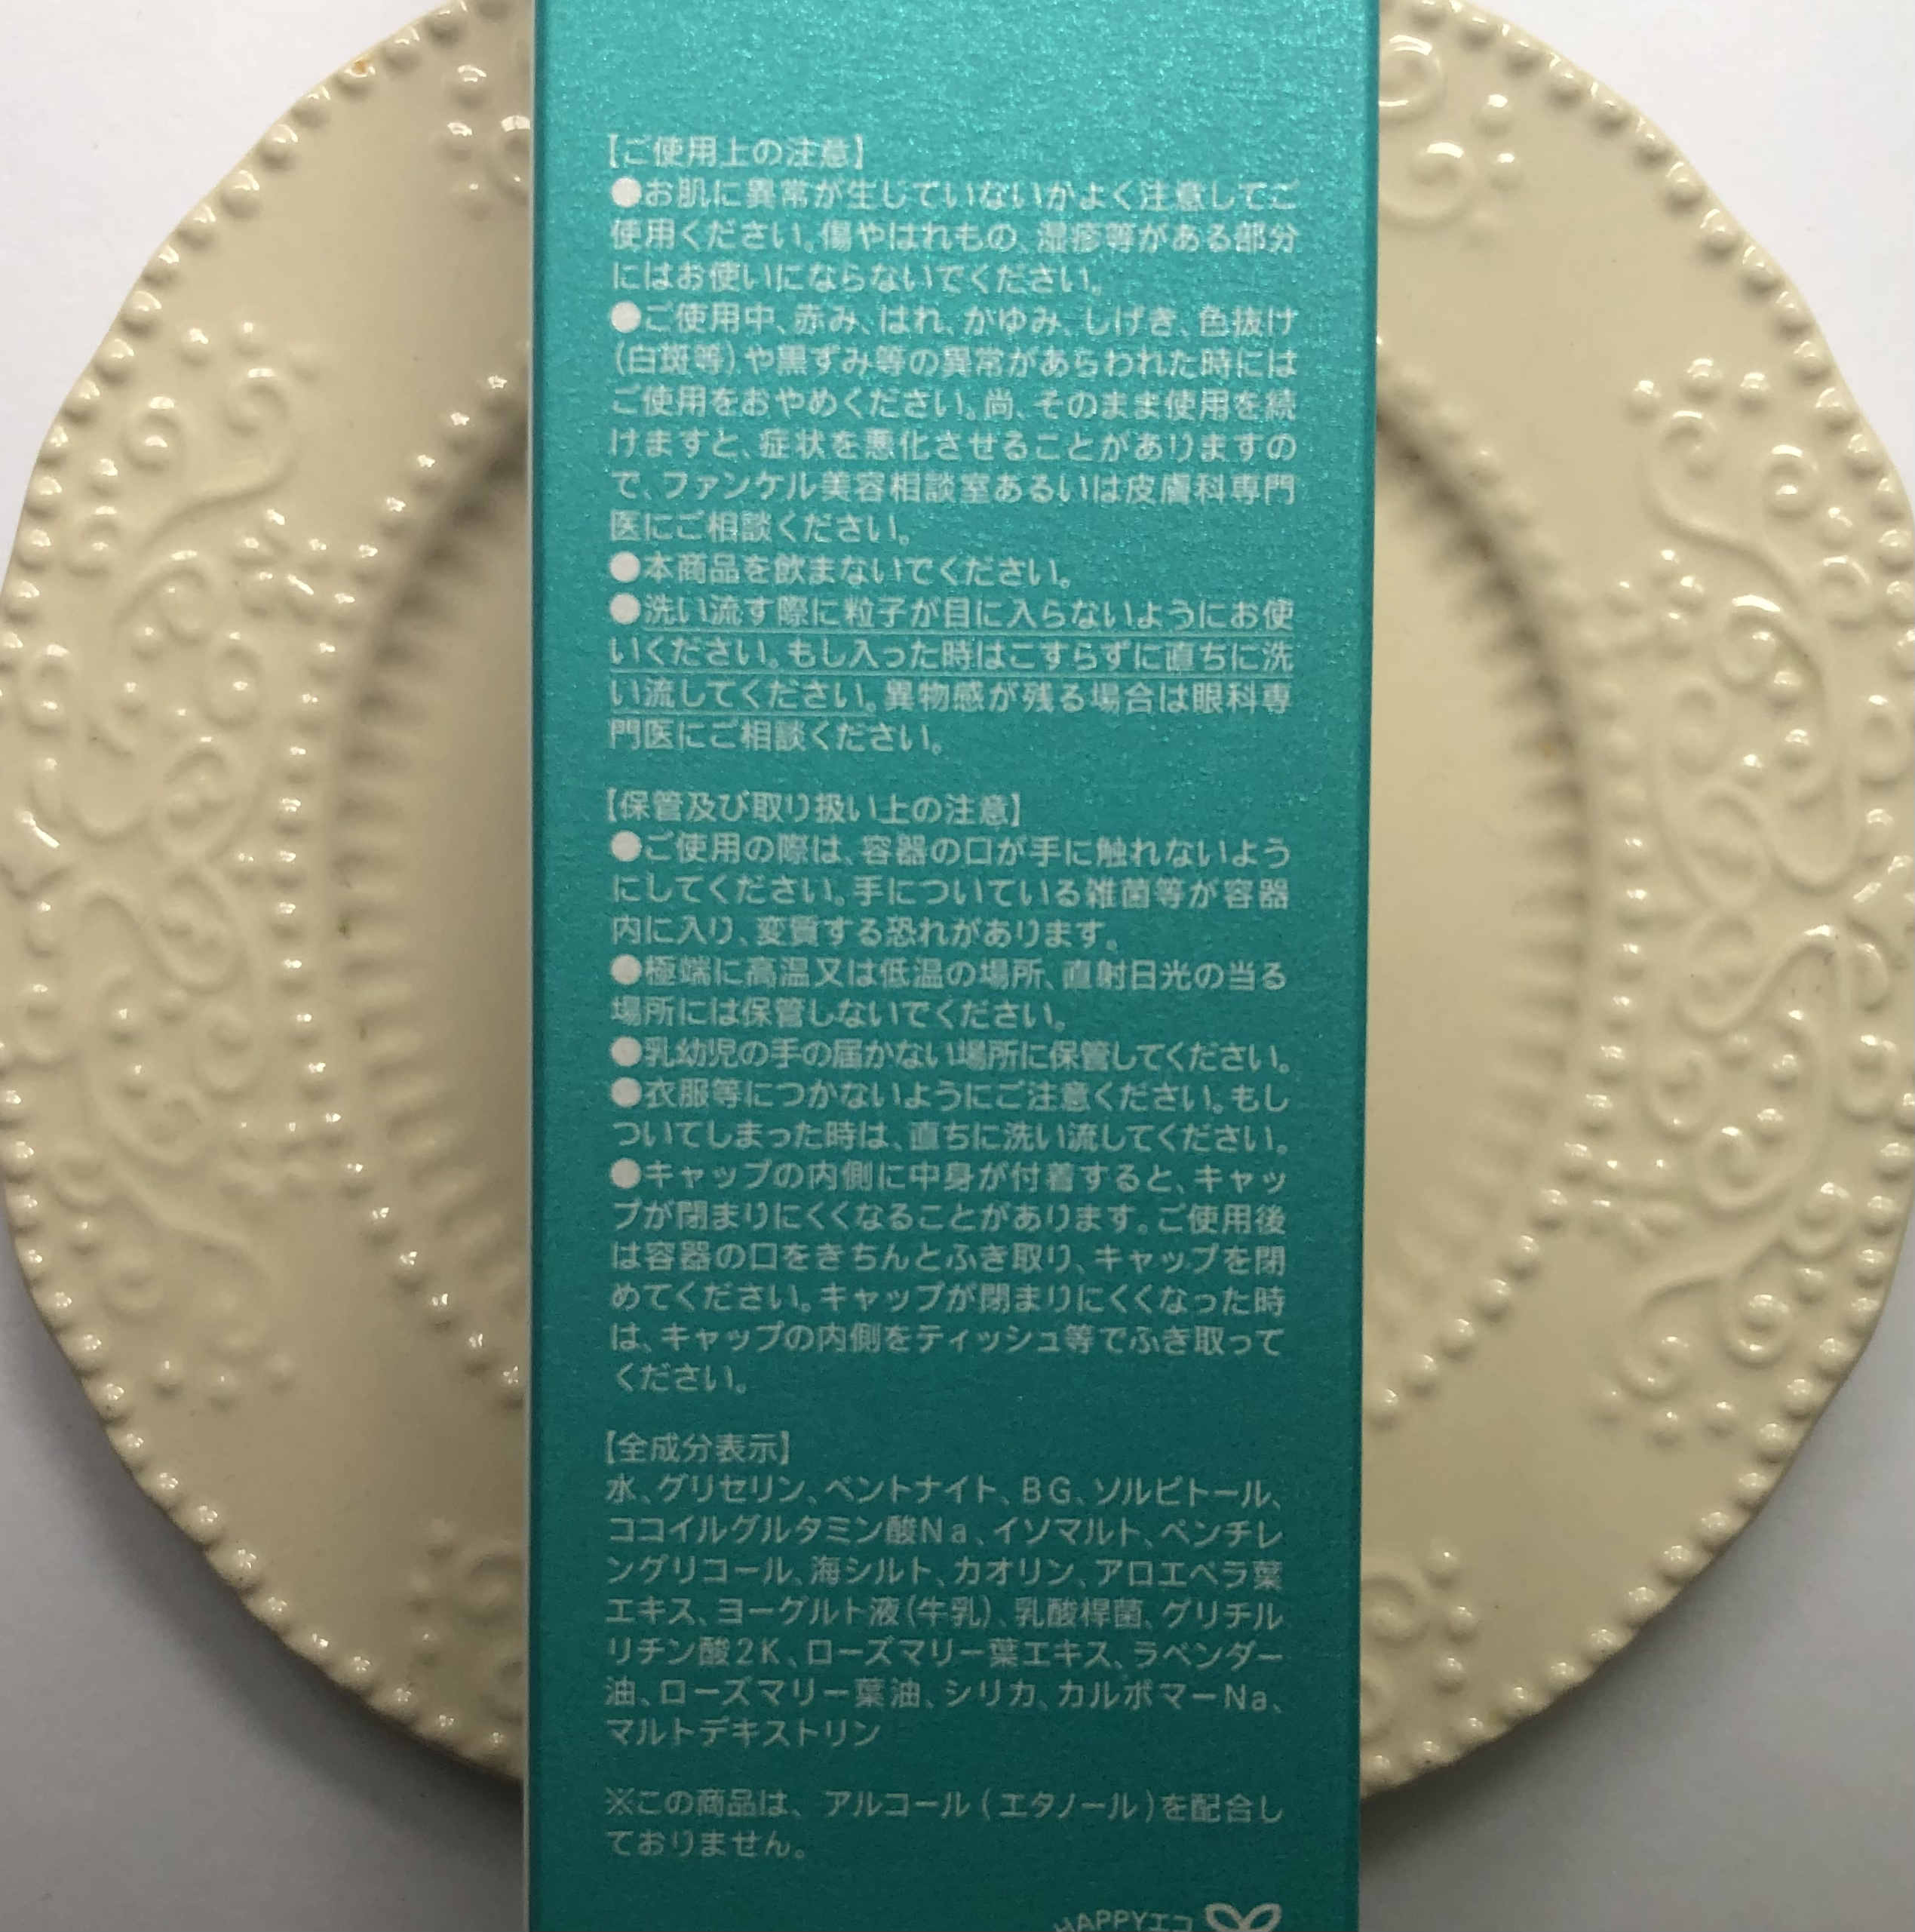 【ご使用上の注意】
●お肌に異常が生じていないかよく注意してご
使用ください。傷やはれもの、湿疹等がある部分
にはお使いにならないでください。
●ご使用中、赤み、はれ、かゆみ、しげき、色抜け
(白斑等)や黒ずみ等の異常があらわれた時には
ご使用をおやめください。尚、そのまま使用を続
けますと、症状を悪化させることがありますの
で、ファンケル美容相談室あるいは皮膚科専門
医にご相談ください。
●本商品を飲まないでください。
●洗い流す際に粒子が目に入らないようにお使
いください。もし入った時はこすらずに直ちに洗
い流してください。異物感が残る場合は眼科専
門医にご相談ください。
【保管及び取り扱い上の注意】
●ご使用の際は、容器の口が手に触れないよう
にしてください。手についている雑菌等が容器
内に入り、変質する恐れがあります。
●極端に高温又は低温の場所、直射日光の当る
場所には保管しないでください。
●乳幼児の手の届かない場所に保管してください。
●衣服等につかないようにご注意ください。もし
ついてしまった時は、直ちに洗い流してください。
●キャップの内側に中身が付着すると、キャッ
プが閉まりにくくなることがあります。ご使用後
は容器の口をきちんとふき取り、キャップを閉
めてください。キャップが閉まりにくくなった時
は、キャップの内側をティッシュ等でふき取って
ください。
【全成分表示】
水、グリセリン、ベントナイト、BG、ソルビトール、
ココイルグルタミン酸Na、イソマルト、ペンチレ
ングリコール、海シルト、カオリン、アロエベラ葉
エキス、ヨーグルト液(牛乳)、乳酸桿菌、グリチル
リチン酸2K、ローズマリー葉エキス、ラベンダー
油、ローズマリー葉油、シリカ、カルボマーNa、
マルトデキストリン
※この商品は、アルコール(エタノール)を配合し
ておりません。
HAPPYエコ